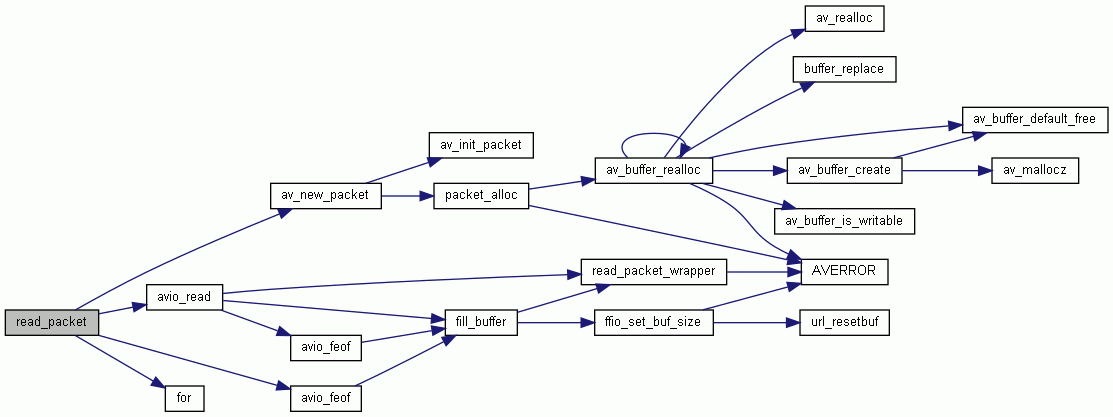 av_realloc
buffer_replace
av_buffer_default_free
av_init_packet
av_buffer_realloc
av_buffer_create
av_mallocz
av_new_packet
packet_alloc
av_buffer_is_writable
read_packet_wrapper
AVERROR
avio_read
read_packet
fill_buffer
ffio_set_buf_size
url_resetbuf
avio_feof
for
avio_feof